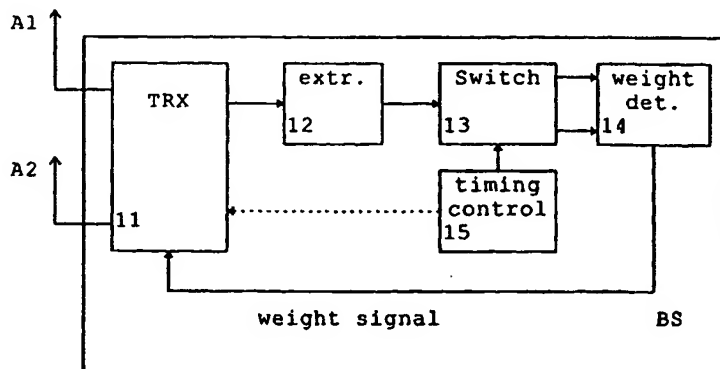 A1
TRX
extr.
12
Switch
13
weight
det.
14
A2
11
timing
control
15
weight signal
BS